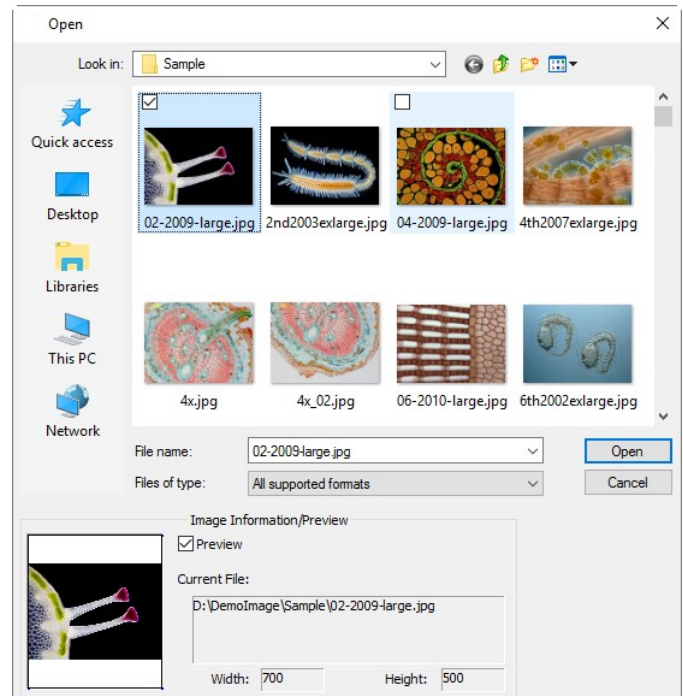 Open
Look in:
Sample
Quick access
Desktop
Libraries
This PC
Network
02-2009-large.jpg
2nd2003exlarge.jpg
04-2009-large.jpg
4th2007exlarge.jpg
4x.jpg
4x_02.jpg
06-2010-large.jpg
6th2002exlarge.jpg
File name:
02-2009-large.jpg
Open
Files of type:
All supported formats
Cancel
Image Information/Preview
Preview
Current File:
D:\DemoImage\Sample\02-2009-large.jpg
Width: 700
Height: 500